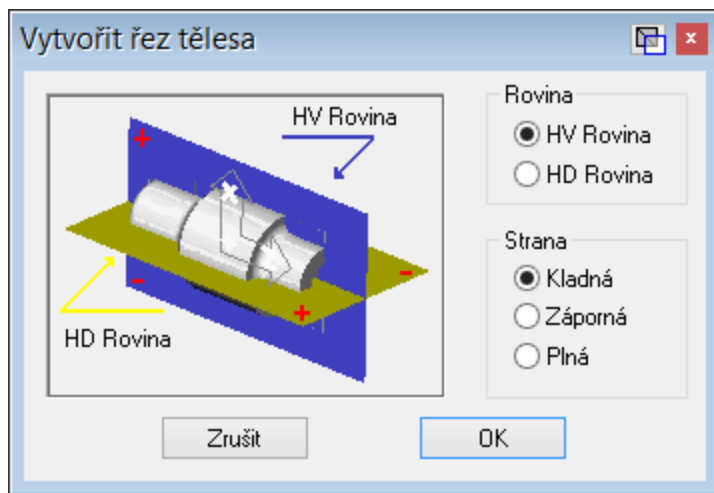 Vytvořit řez tělesa
HV Rovina
HD Rovina
Rovina
HV Rovina
HD Rovina
Strana
Kladná
Záporná
Plná
Zrušit
OK